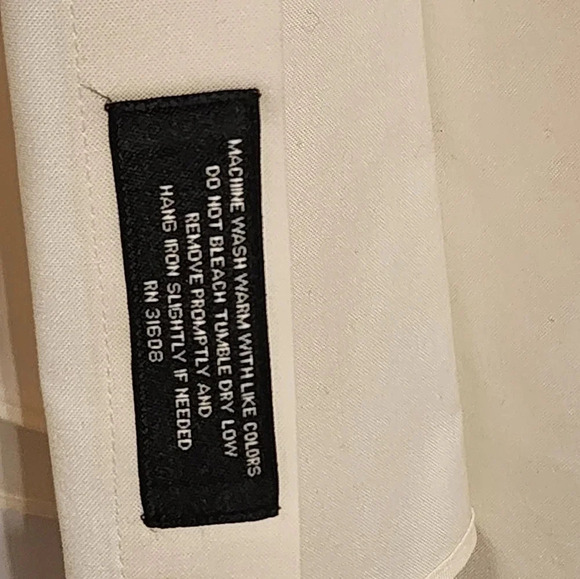 MACHINE WASH WARM WITH LIKE COLORS
DO NOT BLEACH TUMBLE DRY LOW
REMOVE PROMPTLY AND
HANG IRON SLIGHTLY IF NEEDED
RN 31608